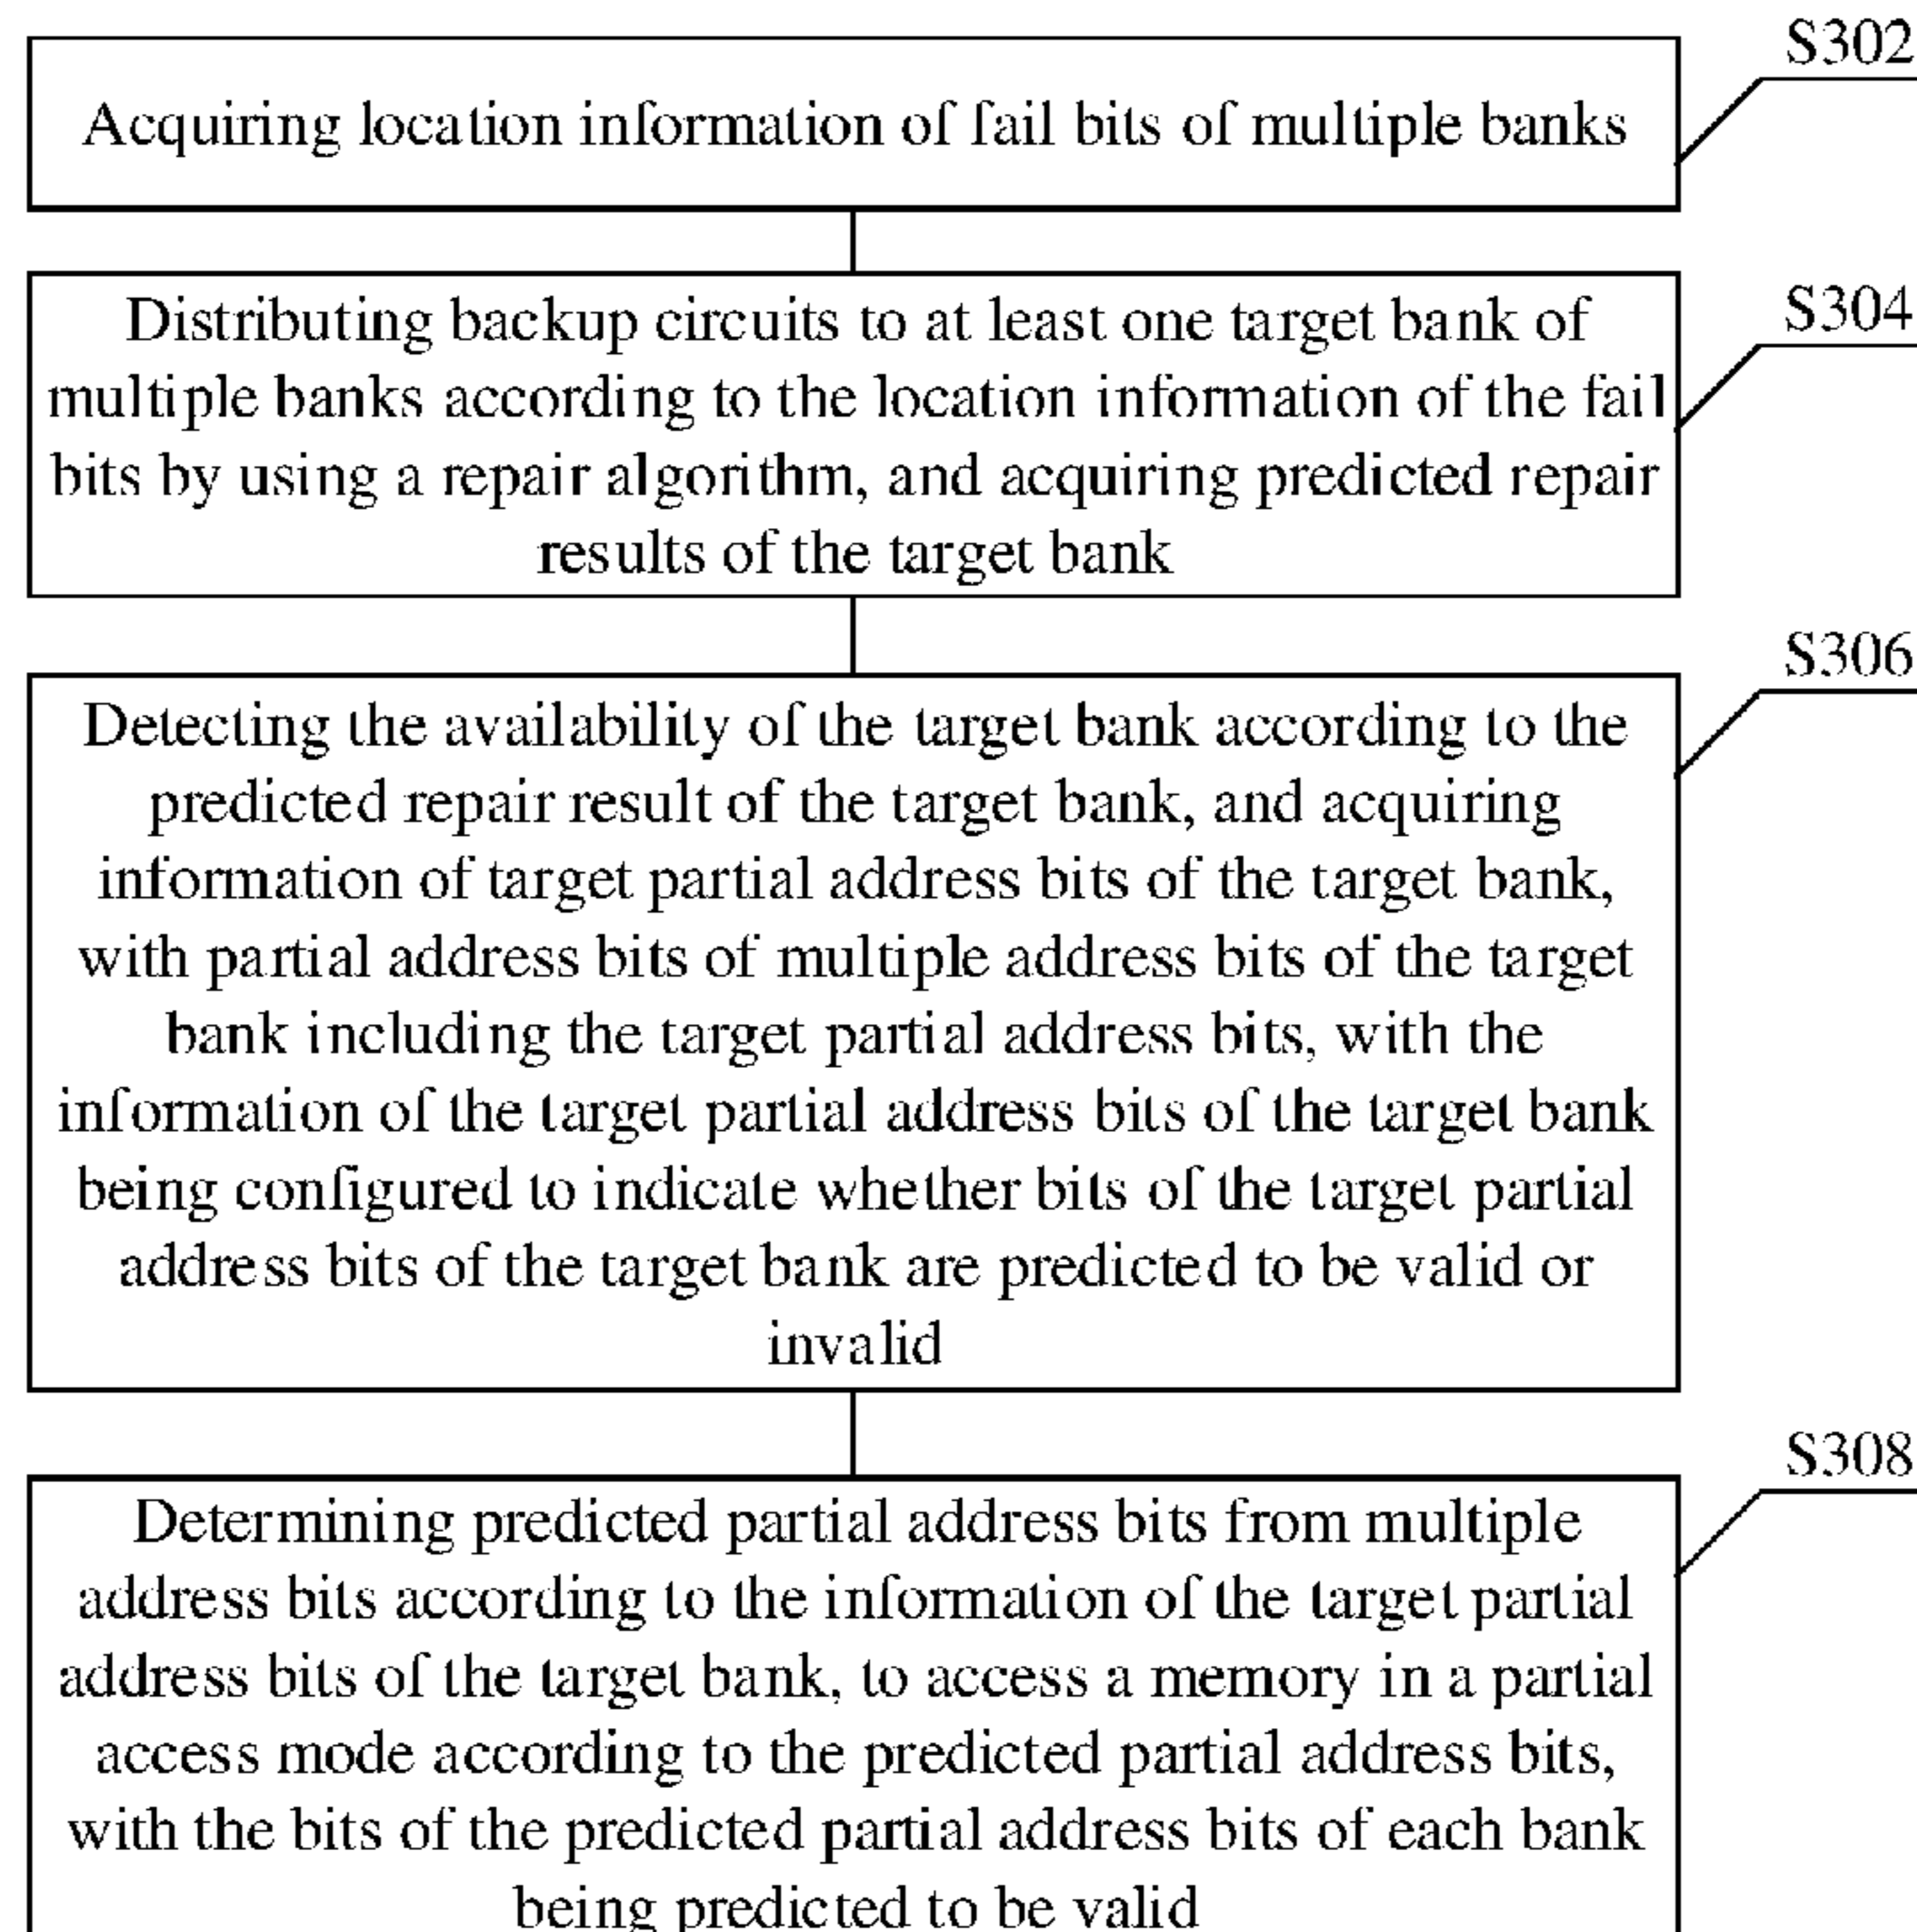 S302
Acquiring location information of fail bits of multiple banks
S304
Distributing backup circuits to at least one target bank of
multiple banks according to the location information of the fail
bits by using a repair algorithm, and acquiring predicted repair
results of the target bank
S306
Detecting the availability of the target bank according to the
predicted repair result of the target bank, and acquiring
information of target partial address bits of the target bank,
with partial address bits of multiple address bits of the target
bank including the target partial address bits, with the
information of the target partial address bits of the target bank
being configured to indicate whether bits of the target partial
address bits of the target bank are predicted to be valid or
invalid
S308
Determining predicted partial address bits from multiple
address bits according to the information of the target partial
address bits of the target bank, to access a memory in a partial
access mode according to the predicted partial address bits,
with the bits of the predicted partial address bits of each bank
being predicted to be valid